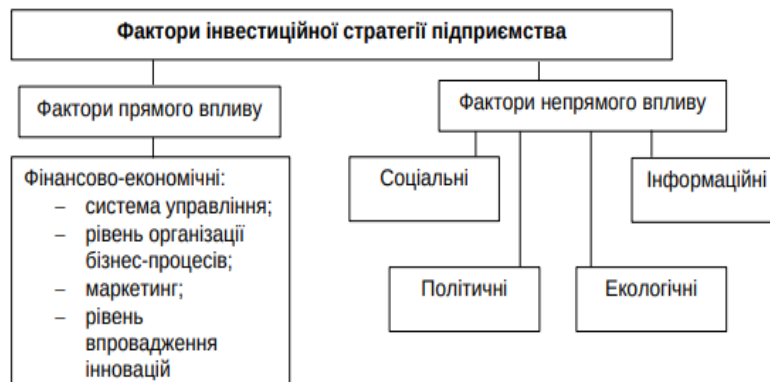 Фактори інвестиційної стратегії підприємства
Фактори прямого впливу
Фактори непрямого впливу
Фінансово-економічні:
– система управління;
– рівень організації
бізнес-процесів;
– маркетинг;
– рівень
впровадження
інновацій
Соціальні
Інформаційні
Політичні
Екологічні